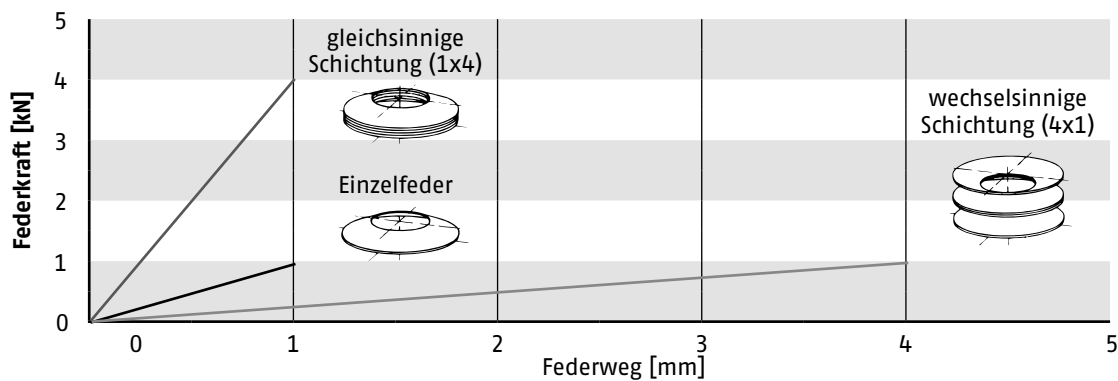 5
4
3
2
1
0
Federkraft [kN]
gleichsinnige
Schichtung (1x4)
Einzelfeder
wechselsinnige
Schichtung (4x1)
0
1
2
3
4
5
Federweg [mm]